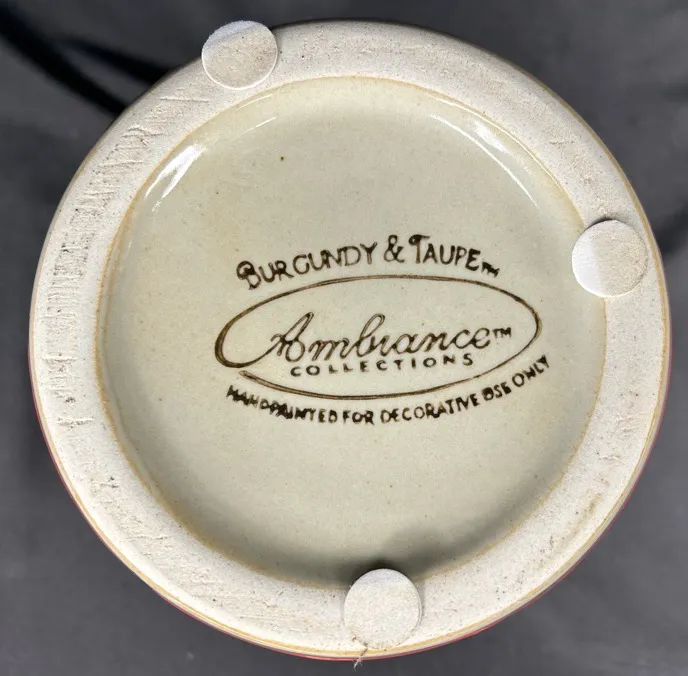 BURGUNDY & TAUPE™
Ambiance™
COLLECTIONS
HANDPAINTED FOR DECORATIVE USE ONLY